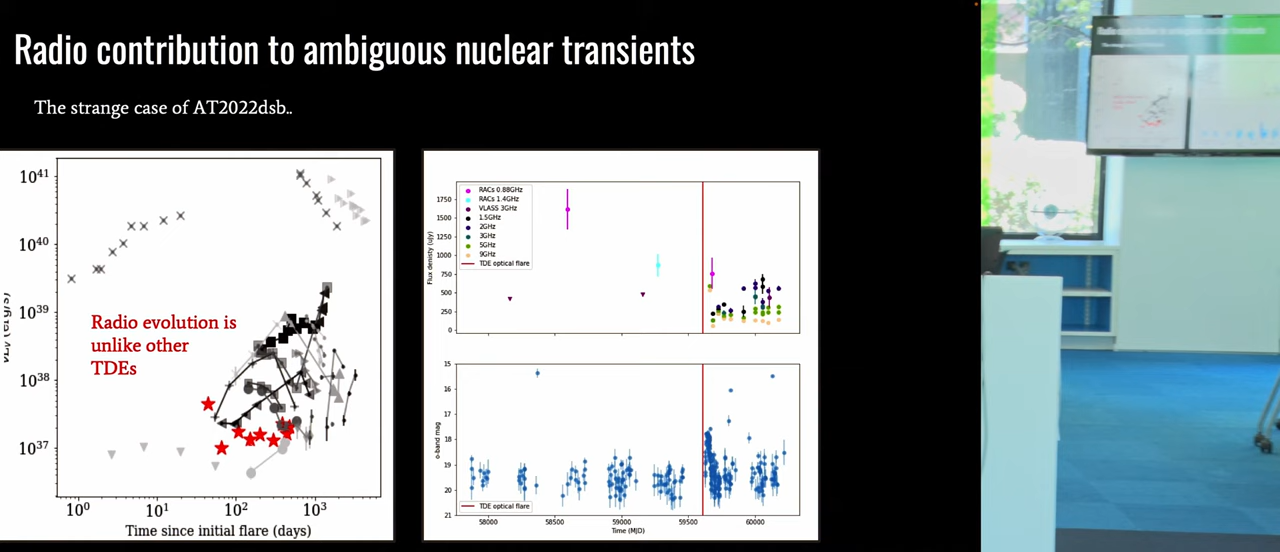 Radio contribution to ambiguous nuclear transients
The strange case of AT2022dsb..
10^41
10^40
10^39
10^38
10^37
10^0
10^1
10^2
10^3
Time since initial flare (days)
Radio evolution is
unlike other
TDEs
RACs 0.88GHz
RACs 1.4GHz
VLASS 3GHz
1.5GHz
2GHz
3GHz
5GHz
9GHz
TDE optical flare
Flux denisty (uJy)
1750
1500
1250
1000
750
500
250
0
o-band mag
15
16
17
18
19
20
21
TDE optical flare
58000
58500
59000
59500
60000
Time (MJD)